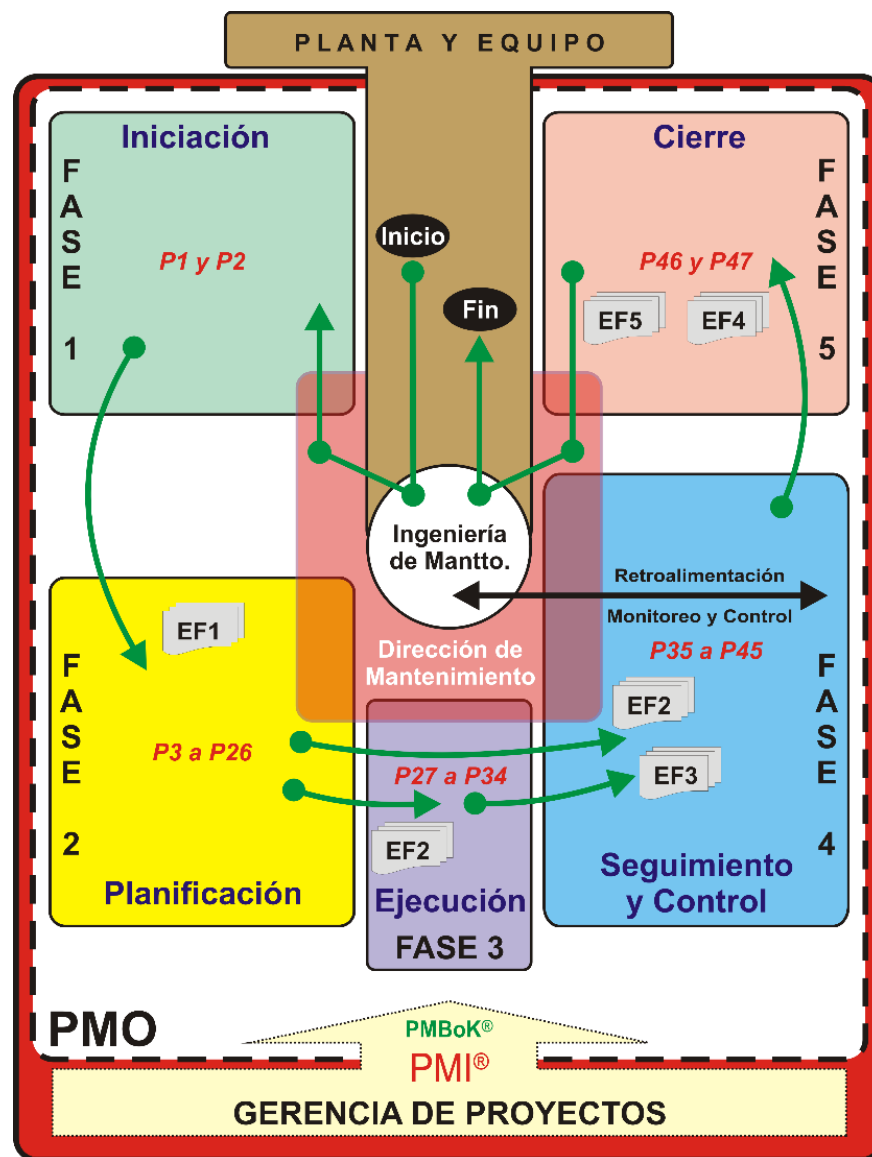 PLANTA Y EQUIPO
Iniciación
FASE 1
P1 y P2
Inicio
Fin
Cierre
FASE 5
P46 y P47
EF5
EF4
Ingeniería
de Mantto.
Dirección de
Mantenimiento
Retroalimentación
Monitoreo y Control
P35 a P45
EF2
EF3
FASE 4
Seguimiento
y Control
EF1
FASE 2
P3 a P26
Planificación
P27 a P34
EF2
Ejecución
FASE 3
PMO
PMBoK®
PMI®
GERENCIA DE PROYECTOS